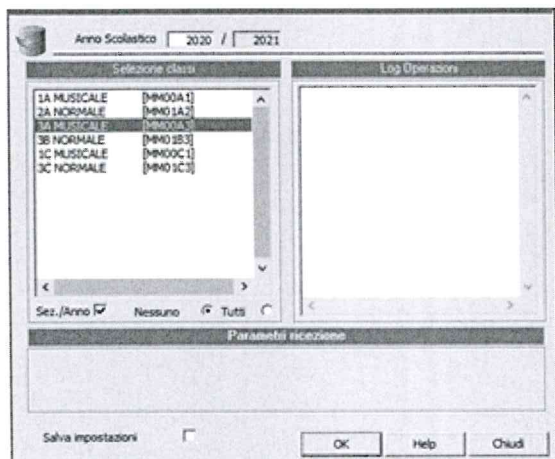 Anno Scolastico 2020 / 2021
Selezione classi
Log Operazioni
1A MUSICALE [MM00A1]
2A NORMALE [MM01A2]
3A MUSICALE [MM00A3]
3B NORMALE [MM01B3]
1C MUSICALE [MM00C1]
3C NORMALE [MM01C3]
Sez./Anno Nessuno Tutti
Parametri ricezione
Salva impostazioni
OK Help Chiudi